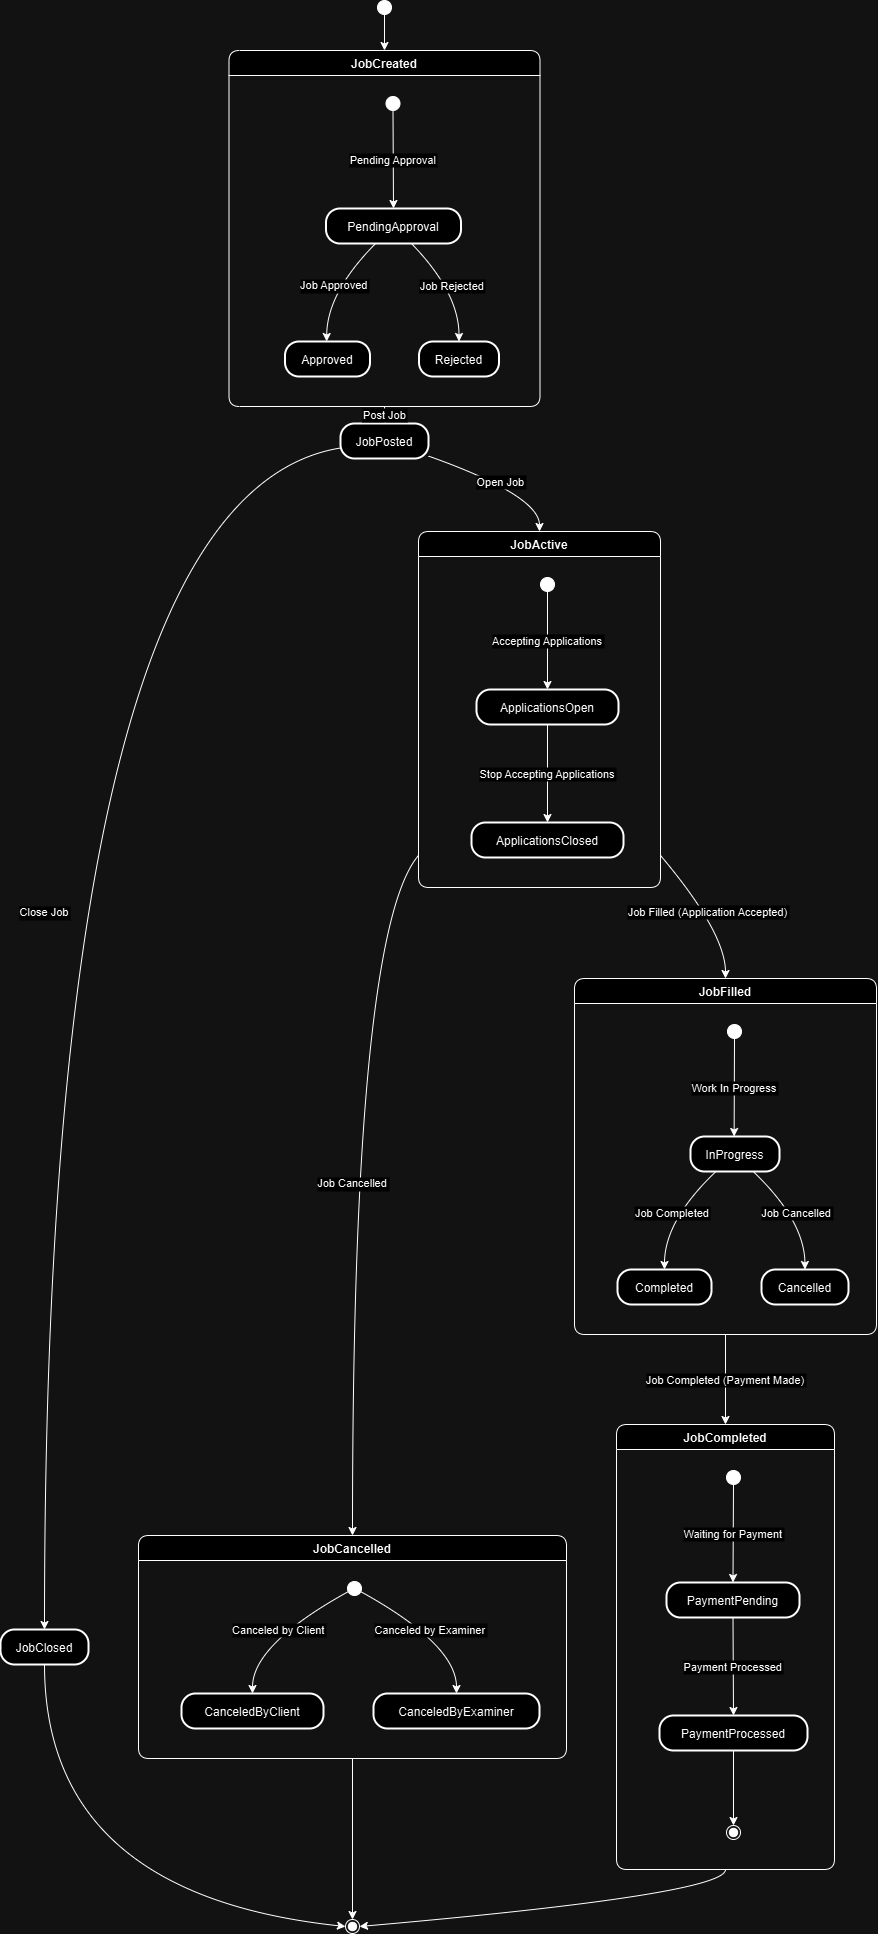 JobCreated
Pending Approval
PendingApproval
Job Approved
Job Rejected
Approved
Rejected
Post Job
JobPosted
Open Job
JobActive
Accepting Applications
ApplicationsOpen
Stop Accepting Applications
ApplicationsClosed
Close Job
Job Filled (Application Accepted)
JobFilled
Work In Progress
InProgress
Job Cancelled
Job Completed
Job Cancelled
Completed
Cancelled
Job Completed (Payment Made)
JobCompleted
Waiting for Payment
JobCancelled
PaymentPending
Canceled by Client
Canceled by Examiner
JobClosed
Payment Processed
CanceledByClient
CanceledByExaminer
PaymentProcessed